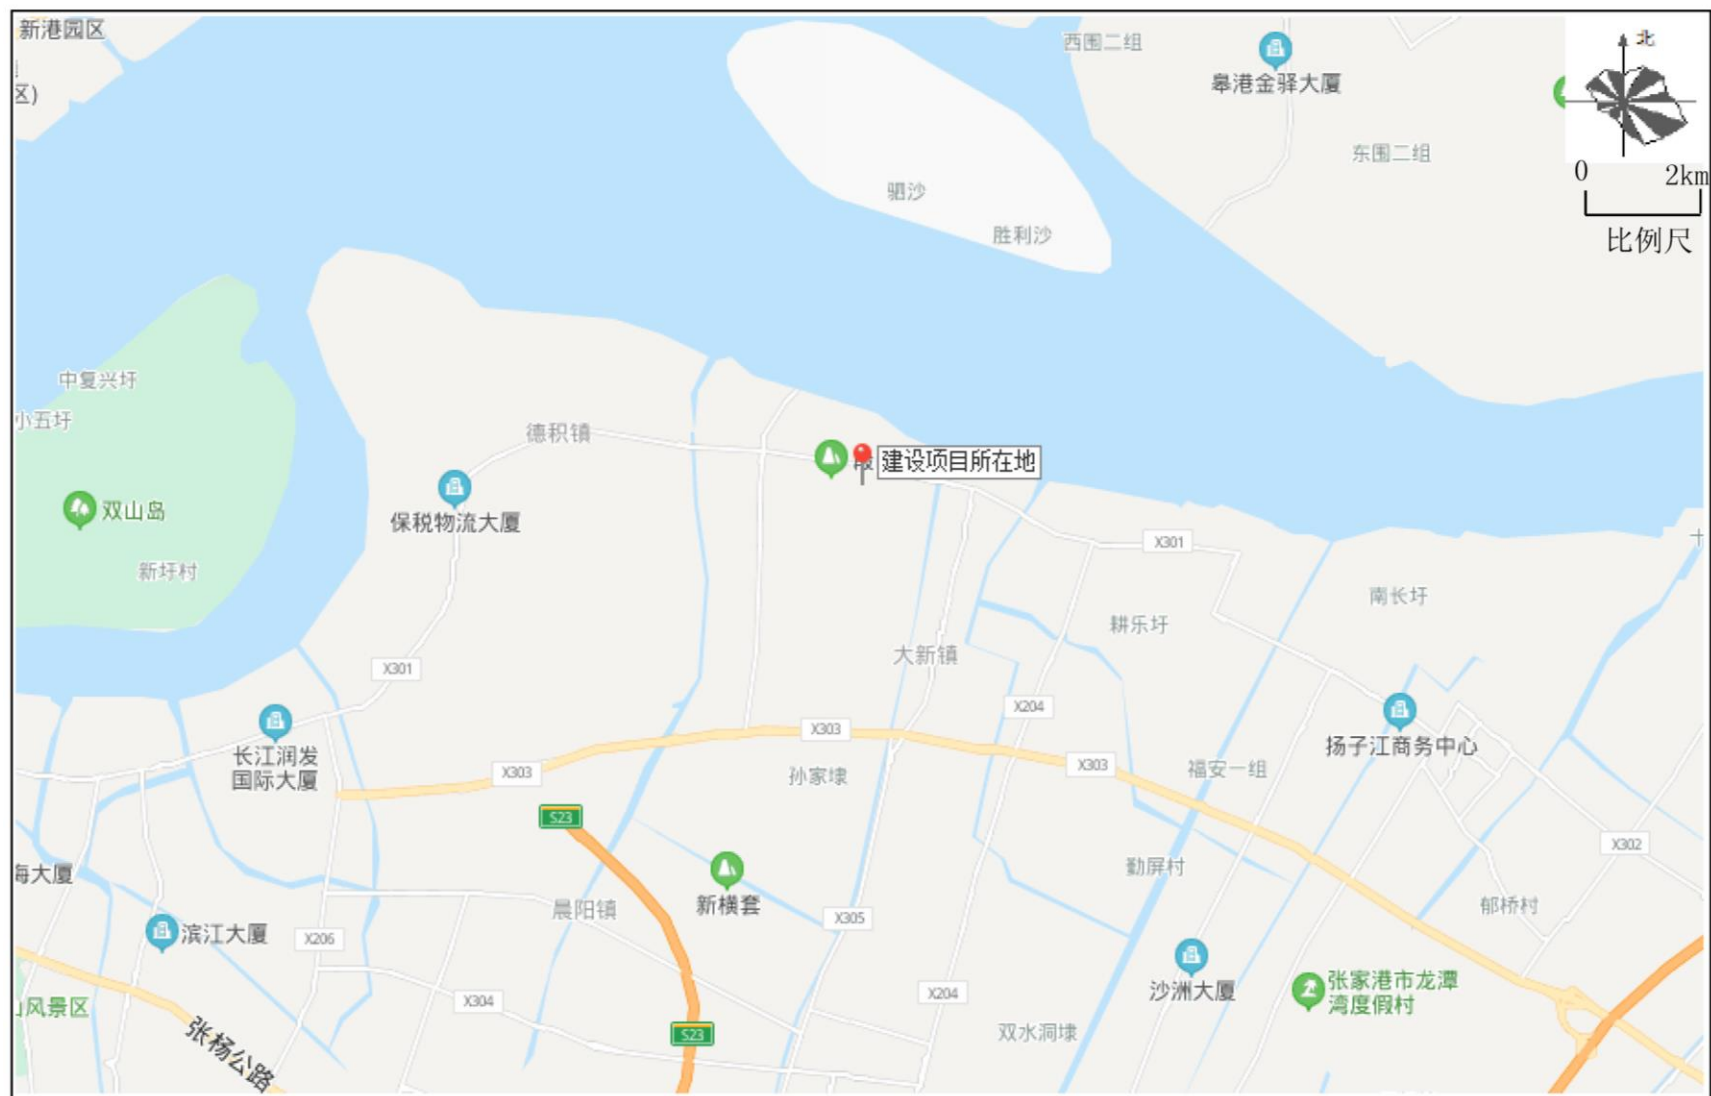 新港园区
区)
西围二组
皋港金驿大厦
北
东围二组
0
2km
比例尺
驷沙
胜利沙
中复兴圩
小五圩
德积镇
段
建设项目所在地
保税物流大厦
双山岛
新圩村
X301
南长圩
耕乐圩
大新镇
X301
X204
长江润发
国际大厦
X303
扬子江商务中心
X303
孙家埭
X303
福安一组
S23
X302
海大厦
勤屏村
新横套
晨阳镇
X305
郁桥村
滨江大厦
X206
沙洲大厦
张家港市龙潭
湾度假村
X304
X204
山风景区
张杨公路
S23
双水洞埭